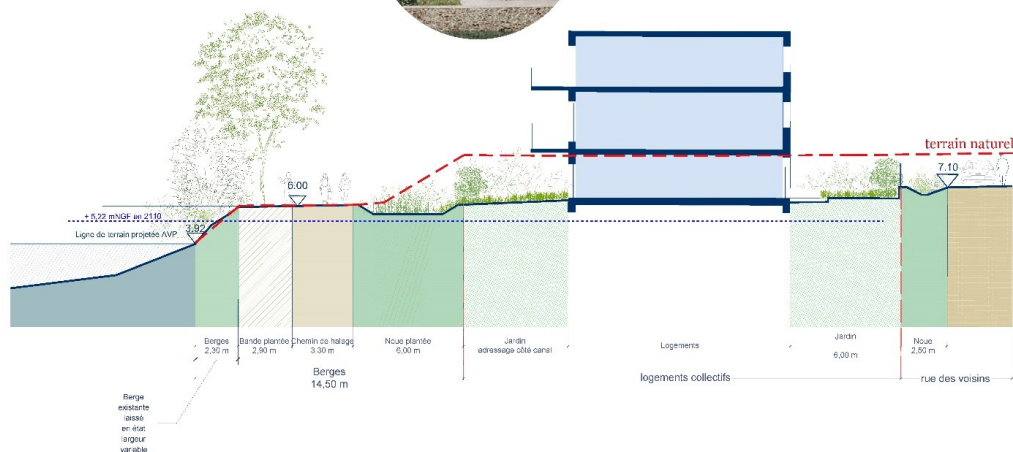 terrain naturel
7.10
6.00
+ 5,22 mNGF en 2110
Ligne de terrain projetée AVP
3.92
Berges
2,30 m
Bande plantée
2,90 m
Chemin de halage
3.30 m
Noue plantée
6,00 m
Jardin
adressage côté canal
Logements
Jardin
6,00 m
Noue
2,50 m
Berges
14,50 m
logements collectifs
rue des voisins
Berge
existante
laissé
en état
largeur
variable